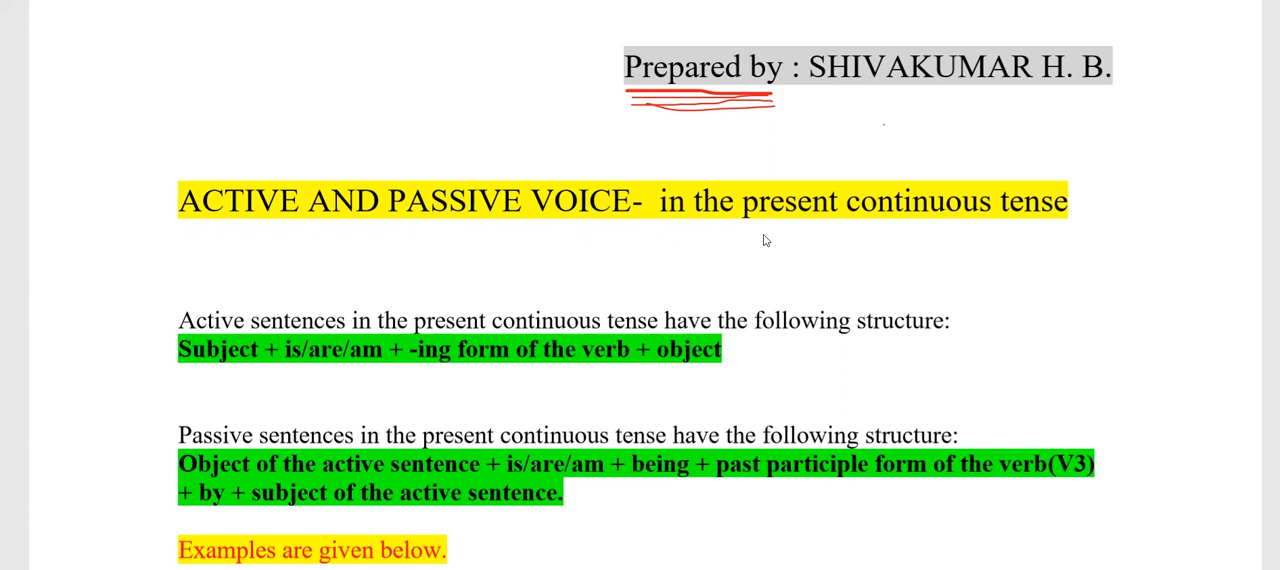 Prepared by : SHIVAKUMAR H. B.
ACTIVE AND PASSIVE VOICE-  in the present continuous tense
Active sentences in the present continuous tense have the following structure:
Subject + is/are/am + -ing form of the verb + object
Passive sentences in the present continuous tense have the following structure:
Object of the active sentence + is/are/am + being + past participle form of the verb(V3)
+ by + subject of the active sentence.
Examples are given below.